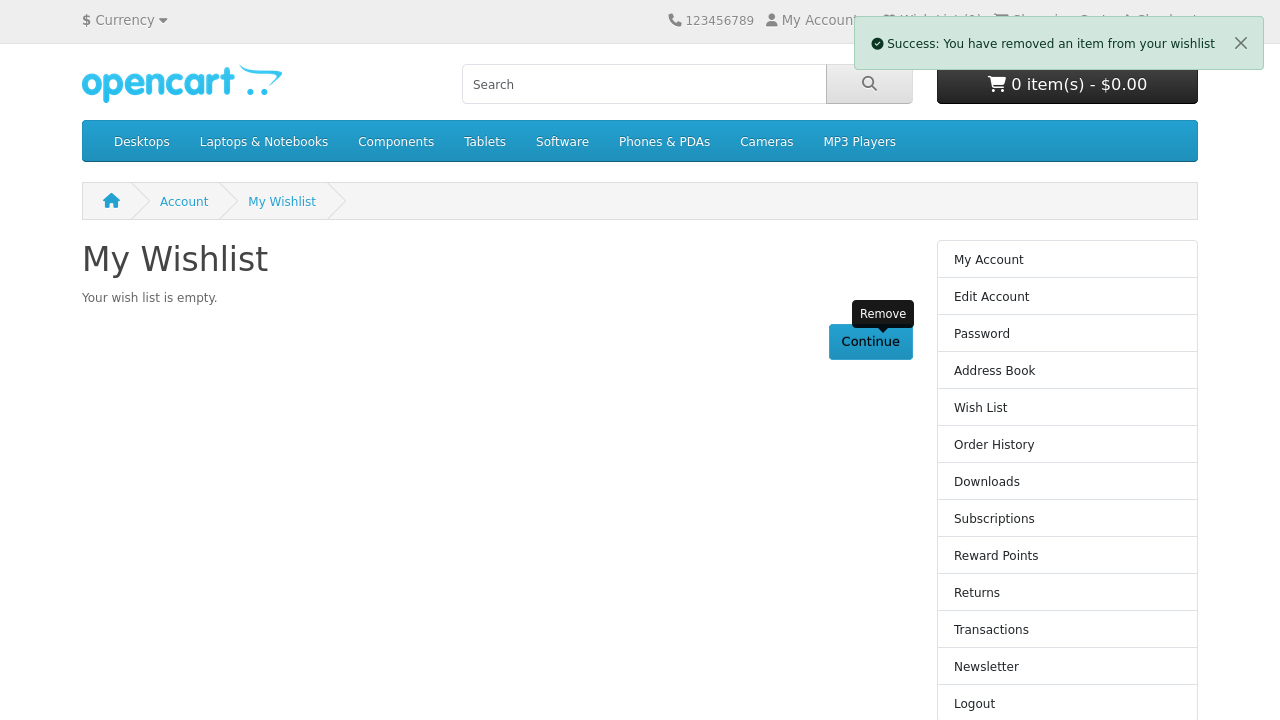 $ Currency
123456789 My Account
Success: You have removed an item from your wishlist
opencart
Search
0 item(s) - $0.00
Desktops Laptops & Notebooks Components Tablets Software Phones & PDAs Cameras MP3 Players
Account My Wishlist
My Wishlist
Your wish list is empty.
Remove
Continue
My Account
Edit Account
Password
Address Book
Wish List
Order History
Downloads
Subscriptions
Reward Points
Returns
Transactions
Newsletter
Logout